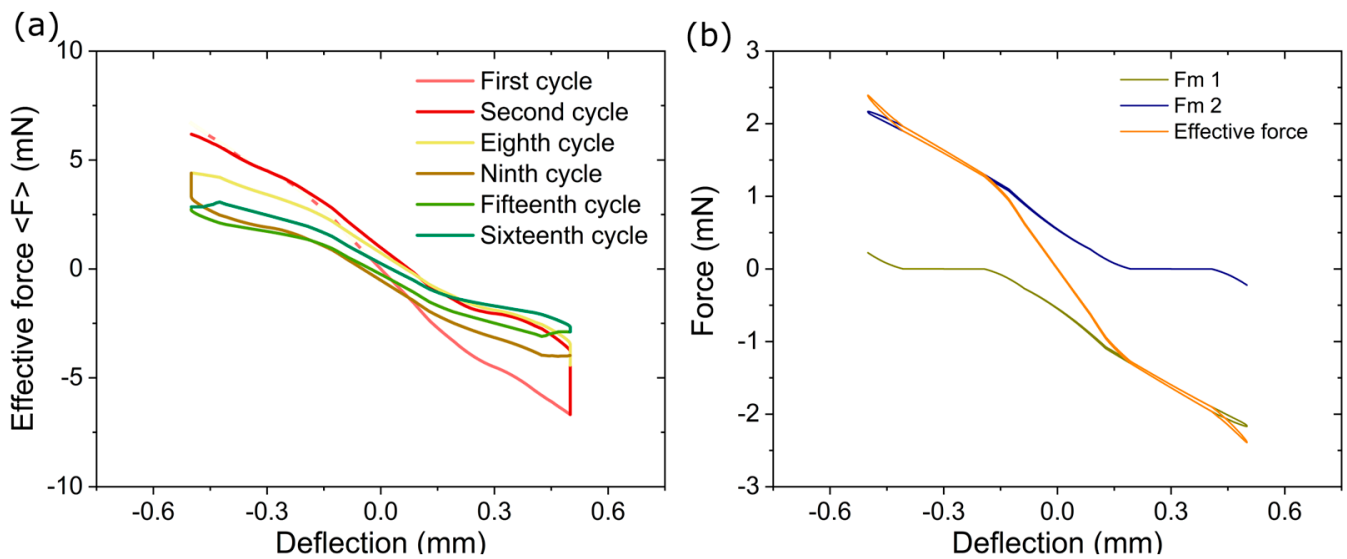 (a)
Effective force <F> (mN)
10
5
0
-5
-10
First cycle
Second cycle
Eighth cycle
Ninth cycle
Fifteenth cycle
Sixteenth cycle
-0.6 -0.3 0.0 0.3 0.6
Deflection (mm)
(b)
Force (mN)
3
2
1
0
-1
-2
-3
Fm 1
Fm 2
Effective force
-0.6 -0.3 0.0 0.3 0.6
Deflection (mm)